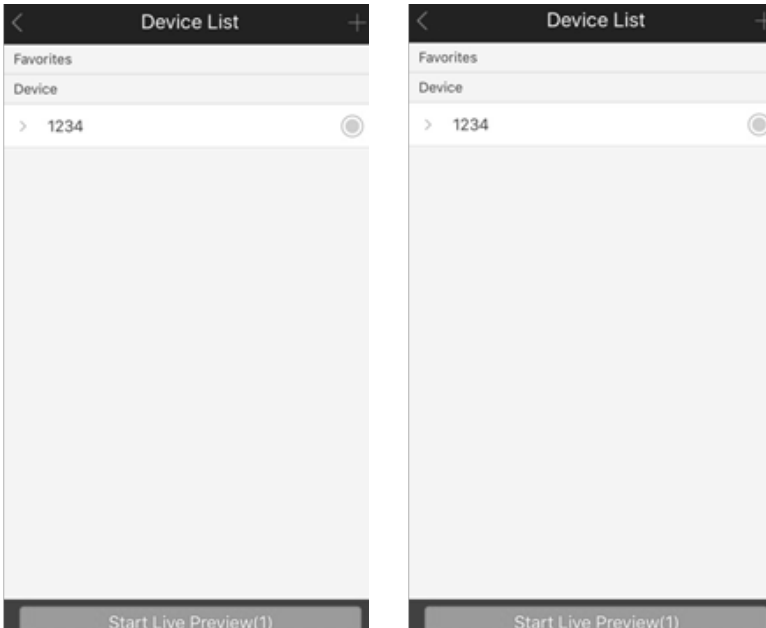 Device List
Favorites
Device
1234
Start Live Preview(1)
Device List
Favorites
Device
1234
Start Live Preview(1)